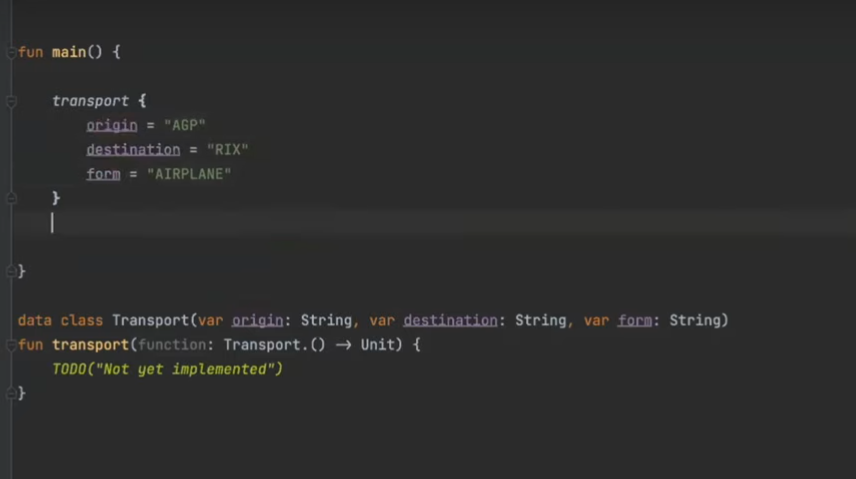 fun main() {
transport {
origin = "AGP"
destination = "RIX"
form = "AIRPLANE"
}
}
data class Transport(var origin: String, var destination: String, var form: String)
fun transport(function: Transport.() → Unit) {
TODO("Not yet implemented")
}